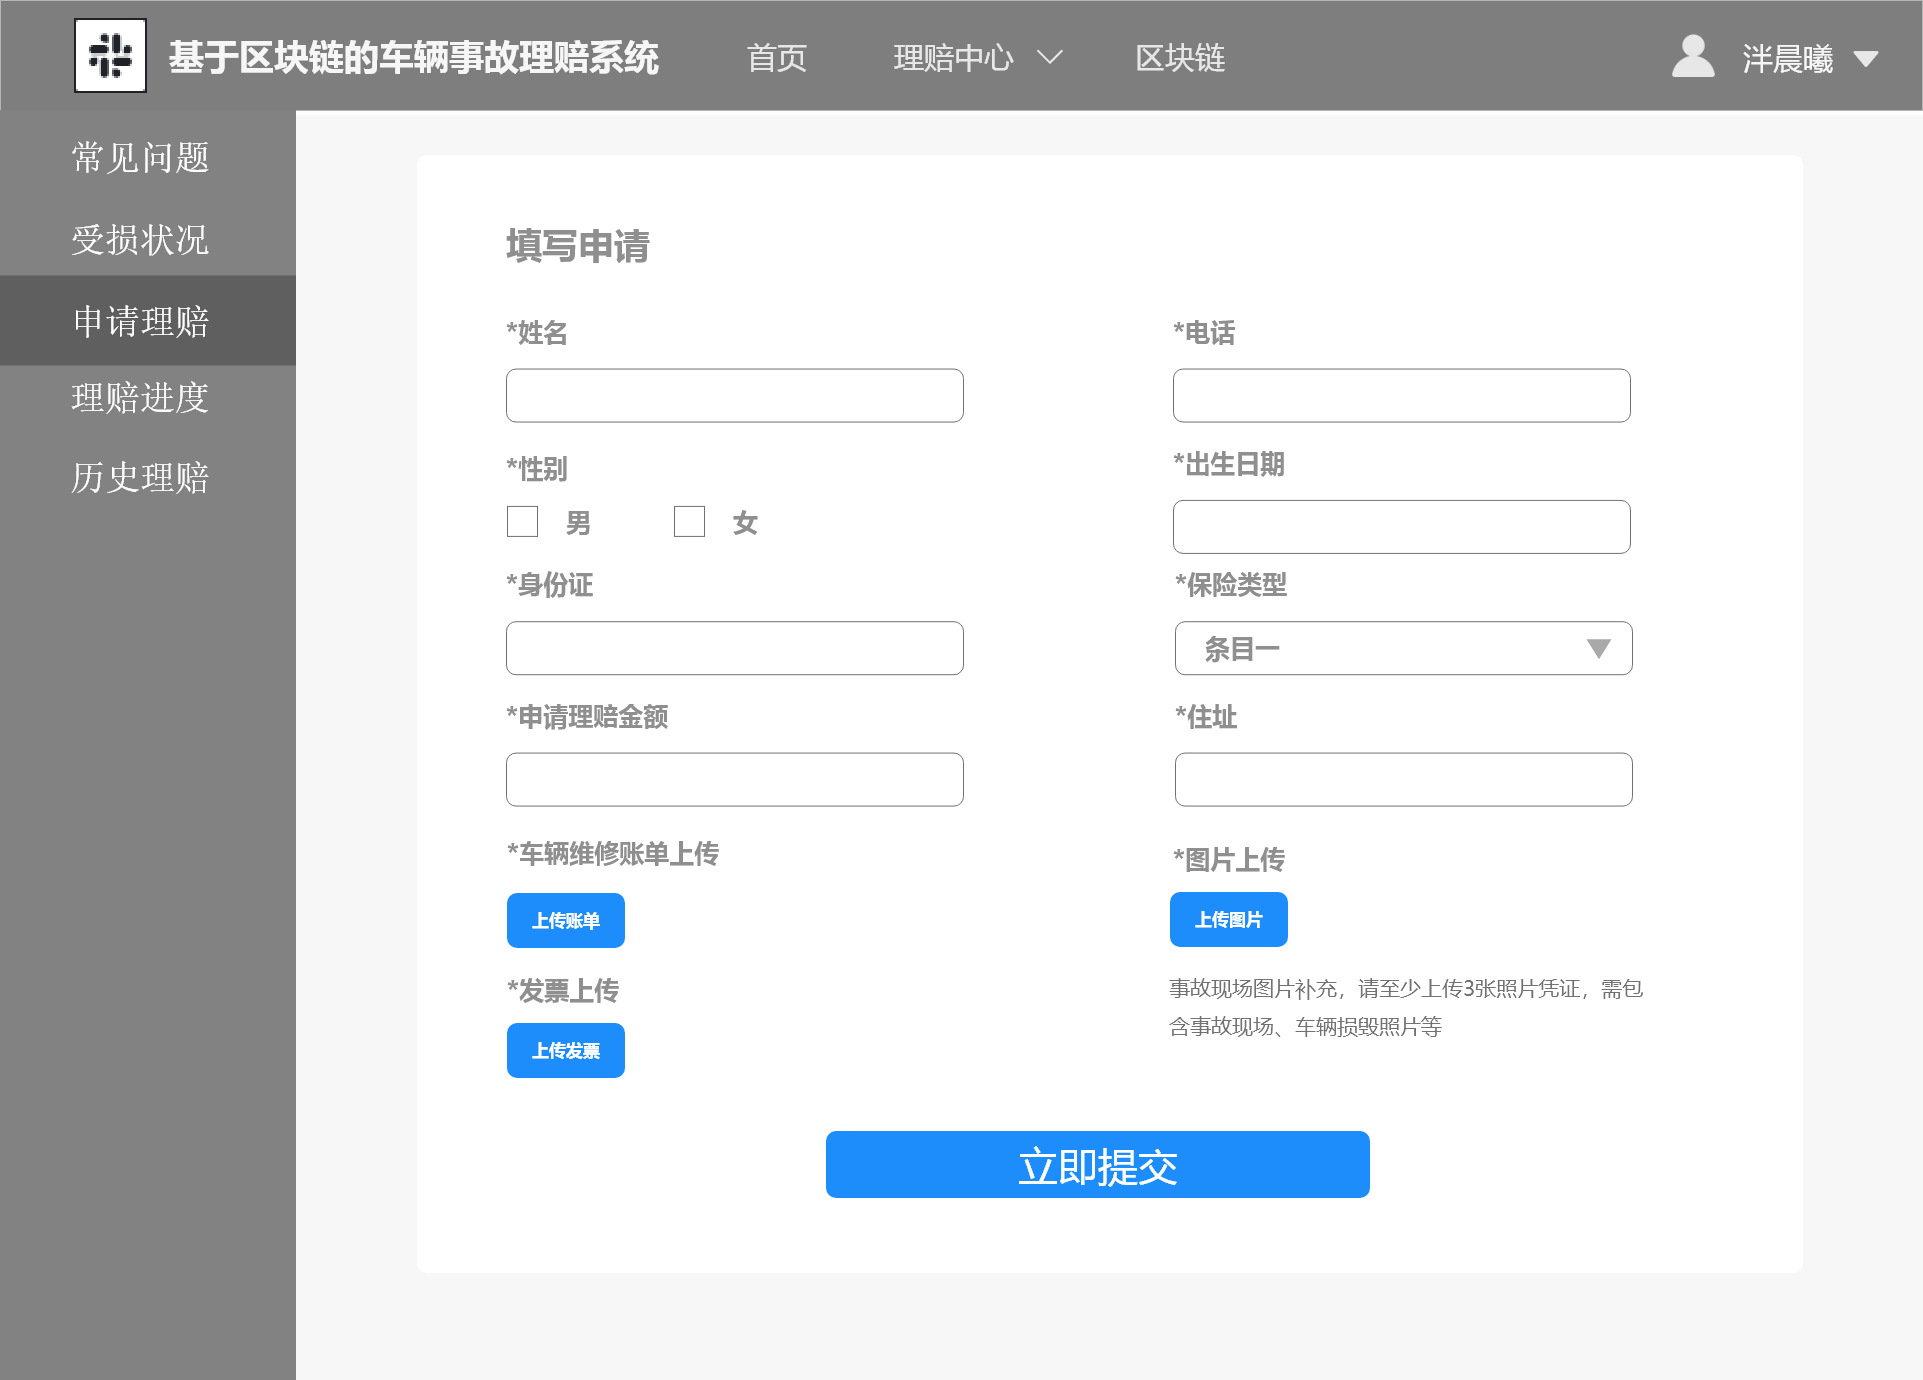 基于区块链的车辆事故理赔系统
首页
理赔中心
区块链
泮晨曦
常见问题
受损状况
申请理赔
理赔进度
历史理赔
填写申请
*姓名
*电话
*性别
男
女
*出生日期
*身份证
*保险类型
条目一
*申请理赔金额
*住址
*车辆维修账单上传
上传账单
*图片上传
上传图片
*发票上传
上传发票
事故现场图片补充，请至少上传3张照片凭证，需包
含事故现场、车辆损毁照片等
立即提交